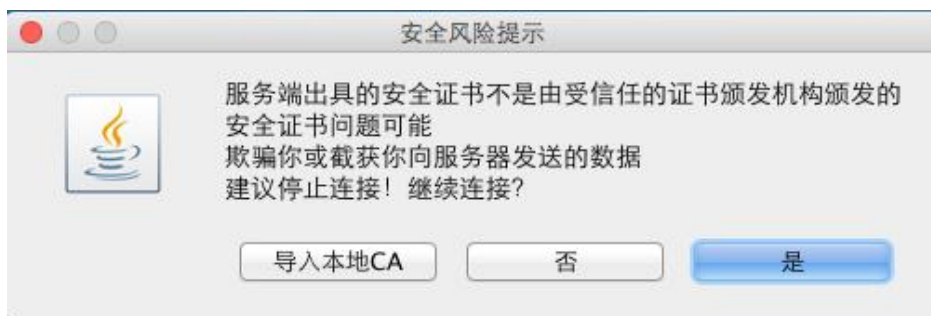 安全风险提示
服务端出具的安全证书不是由受信任的证书颁发机构颁发的
安全证书问题可能
欺骗你或截获你向服务器发送的数据
建议停止连接！继续连接？
导入本地CA 否 是